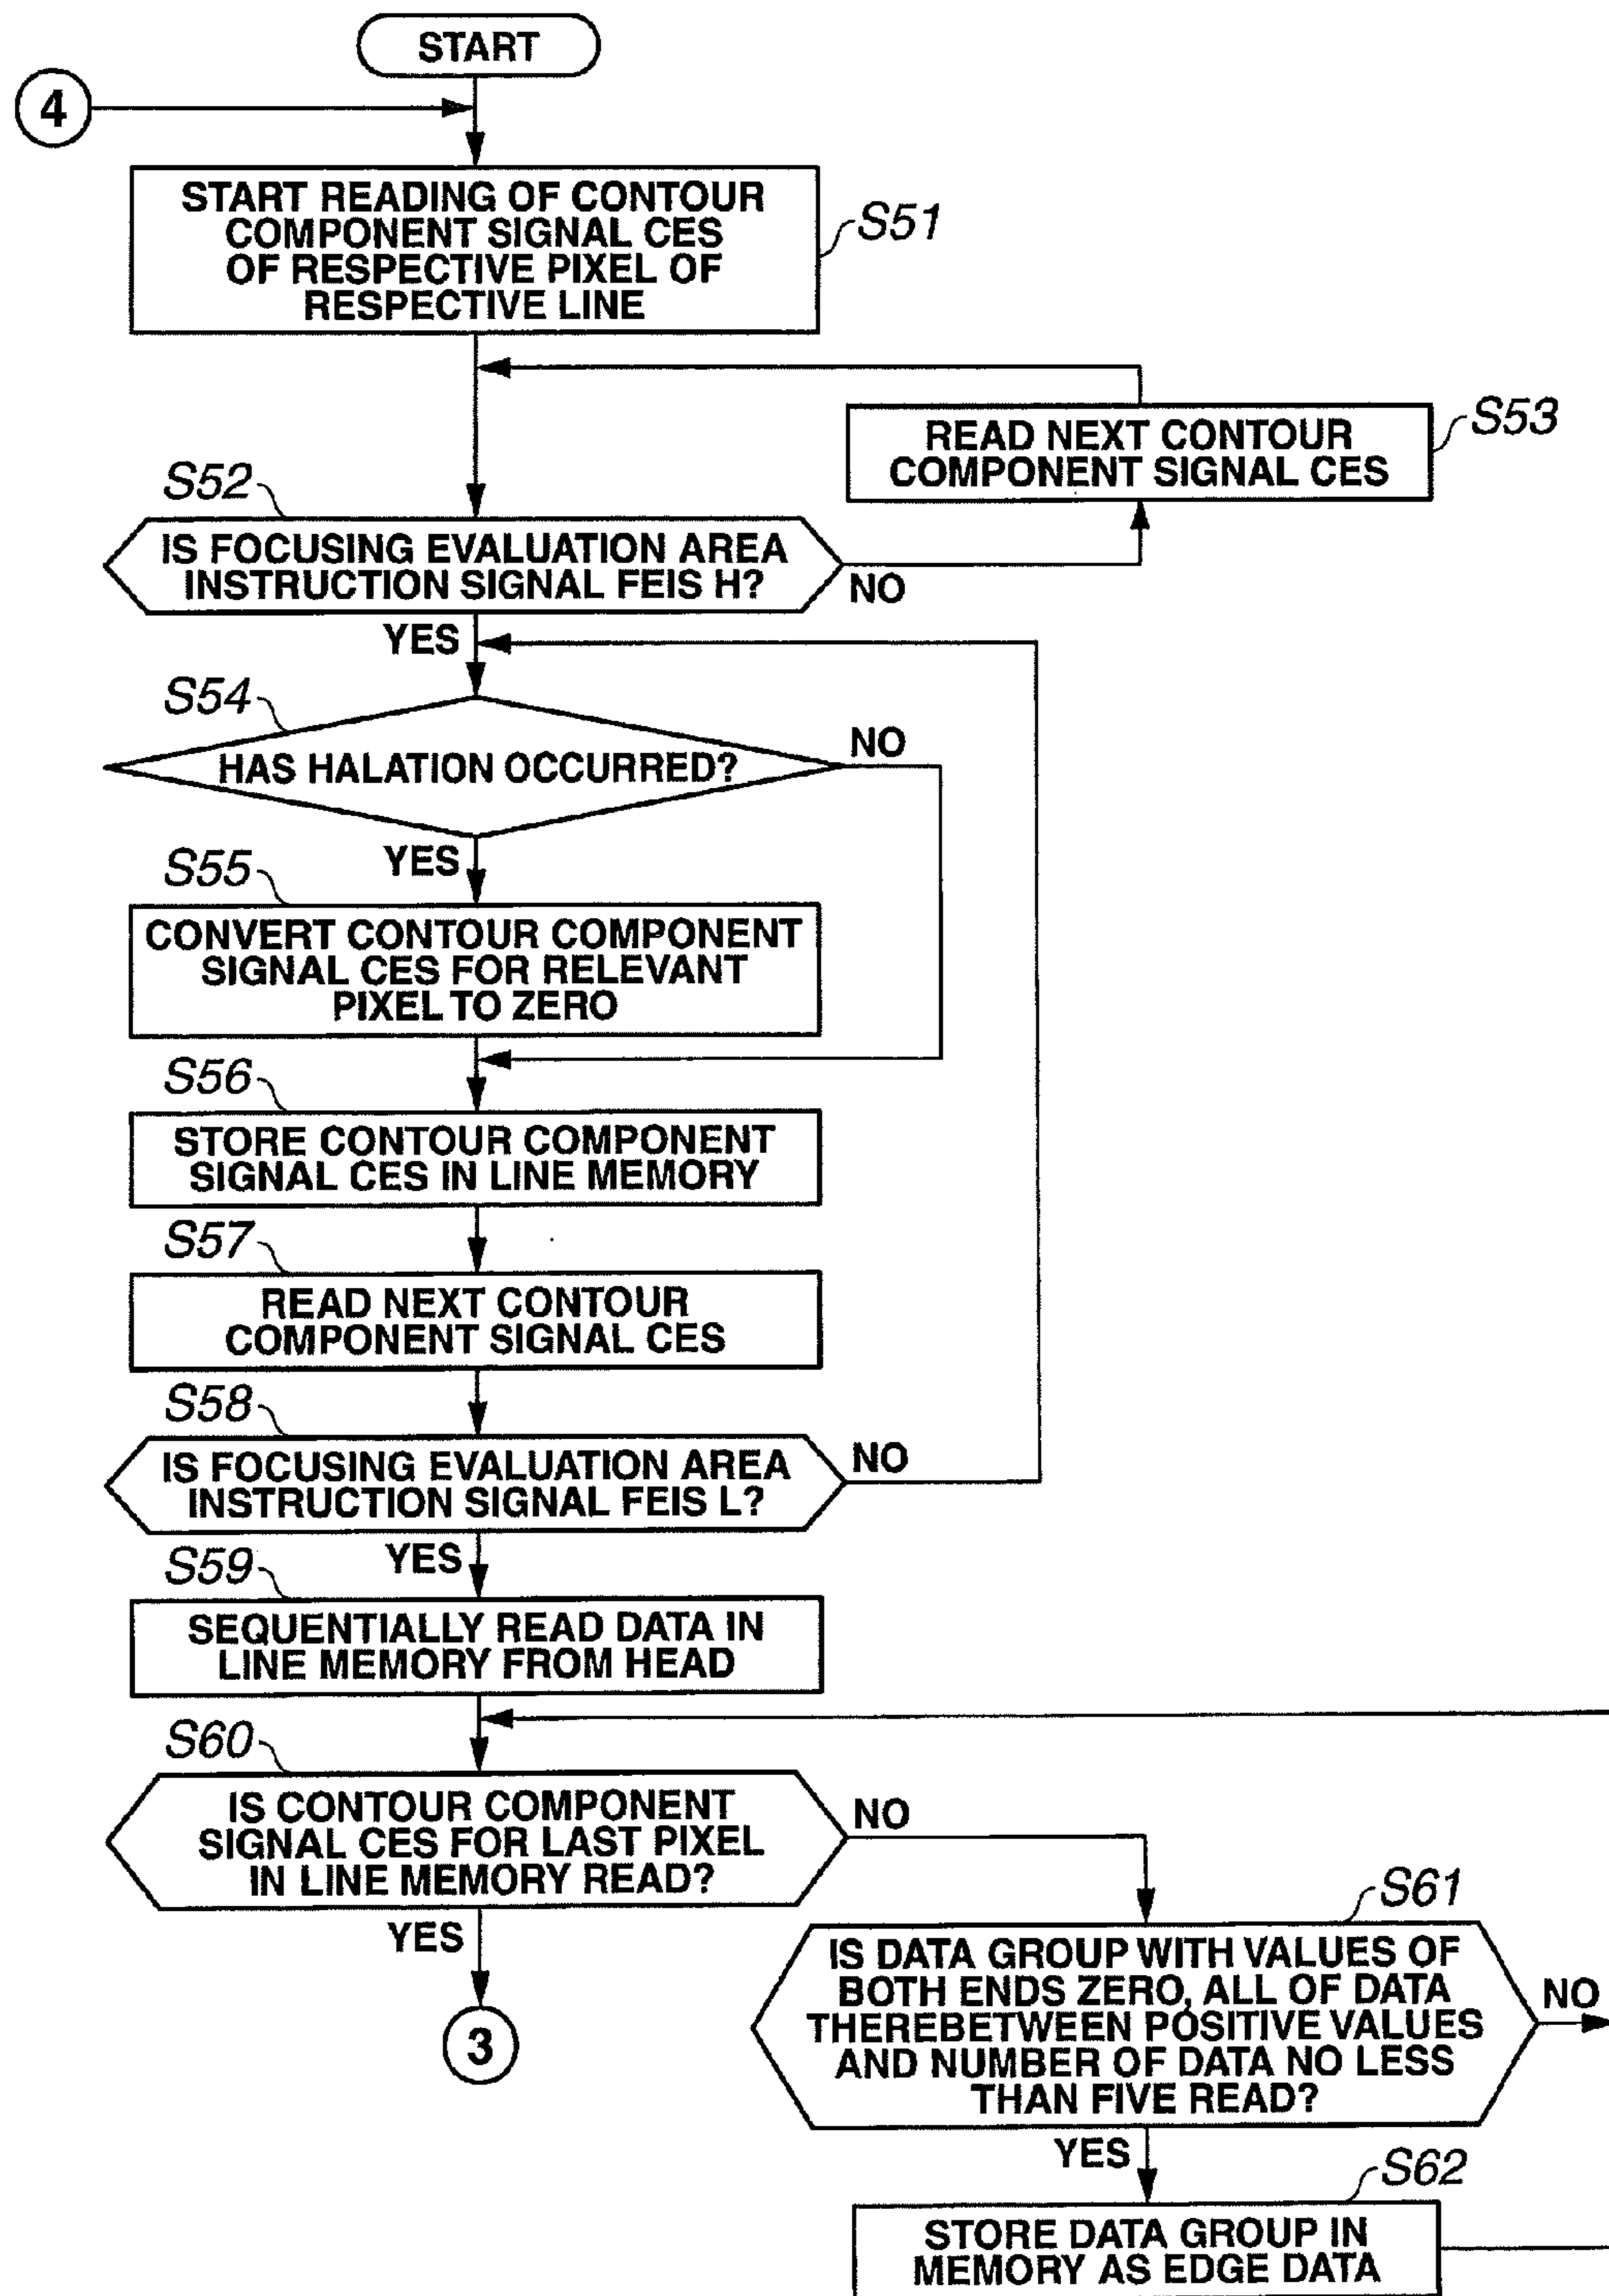 START
4
START READING OF CONTOUR
COMPONENT SIGNAL CES
OF RESPECTIVE PIXEL OF
RESPECTIVE LINE
S51
READ NEXT CONTOUR
COMPONENT SIGNAL CES
S53
S52
IS FOCUSING EVALUATION AREA
INSTRUCTION SIGNAL FEIS H?
NO
YES
S54
HAS HALATION OCCURRED?
NO
YES
S55
CONVERT CONTOUR COMPONENT
SIGNAL CES FOR RELEVANT
PIXEL TO ZERO
S56
STORE CONTOUR COMPONENT
SIGNAL CES IN LINE MEMORY
S57
READ NEXT CONTOUR
COMPONENT SIGNAL CES
S58
IS FOCUSING EVALUATION AREA
INSTRUCTION SIGNAL FEIS L?
NO
YES
S59
SEQUENTIALLY READ DATA IN
LINE MEMORY FROM HEAD
S60
IS CONTOUR COMPONENT
SIGNAL CES FOR LAST PIXEL
IN LINE MEMORY READ?
NO
YES
3
S61
IS DATA GROUP WITH VALUES OF
BOTH ENDS ZERO, ALL OF DATA
THEREBETWEEN POSITIVE VALUES
AND NUMBER OF DATA NO LESS
THAN FIVE READ?
NO
YES
S62
STORE DATA GROUP IN
MEMORY AS EDGE DATA